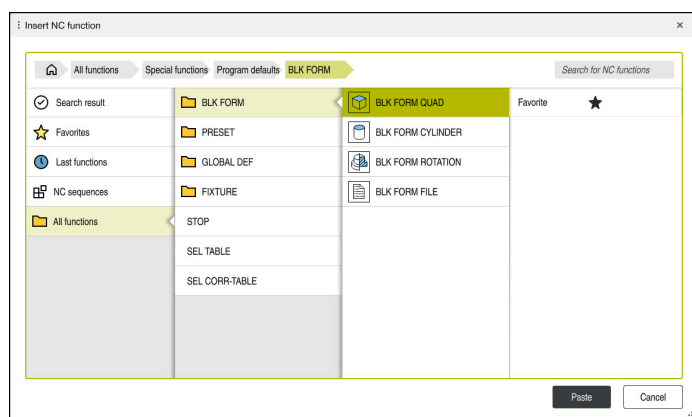 Insert NC function
All functions Special functions Program defaults BLK FORM Search for NC functions
Search result BLK FORM BLK FORM QUAD Favorite
Favorites PRESET BLK FORM CYLINDER
Last functions GLOBAL DEF BLK FORM ROTATION
NC sequences FIXTURE BLK FORM FILE
All functions STOP
SEL TABLE
SEL CORR-TABLE
Paste Cancel